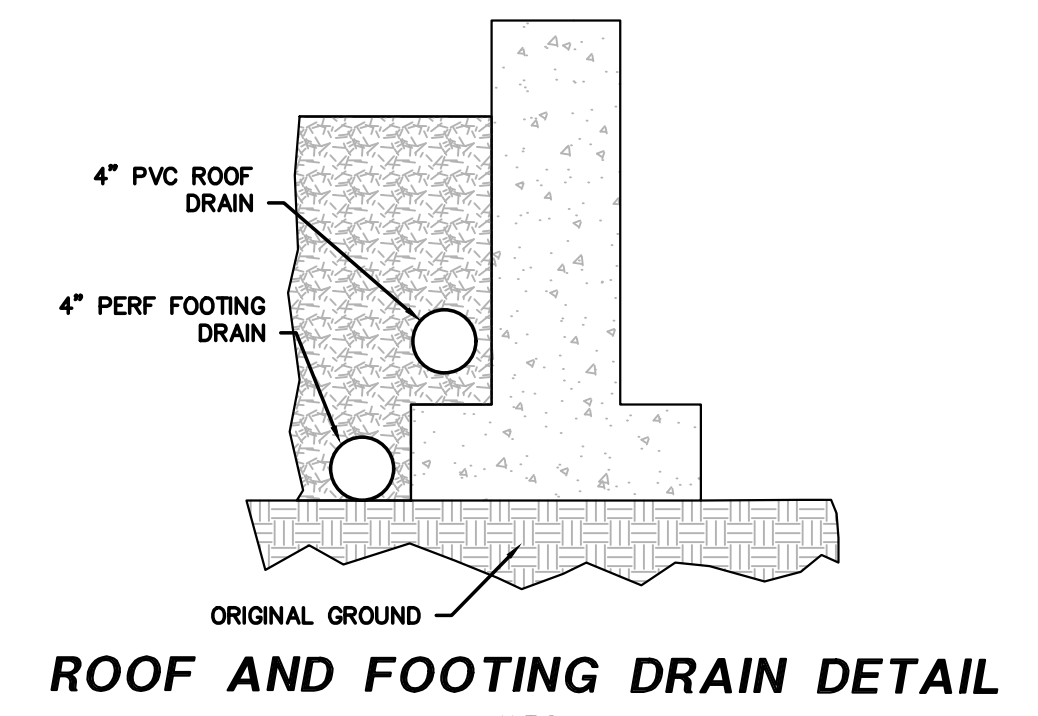 4” PVC ROOF
DRAIN
4” PERF FOOTING
DRAIN
ORIGINAL GROUND
ROOF AND FOOTING DRAIN DETAIL